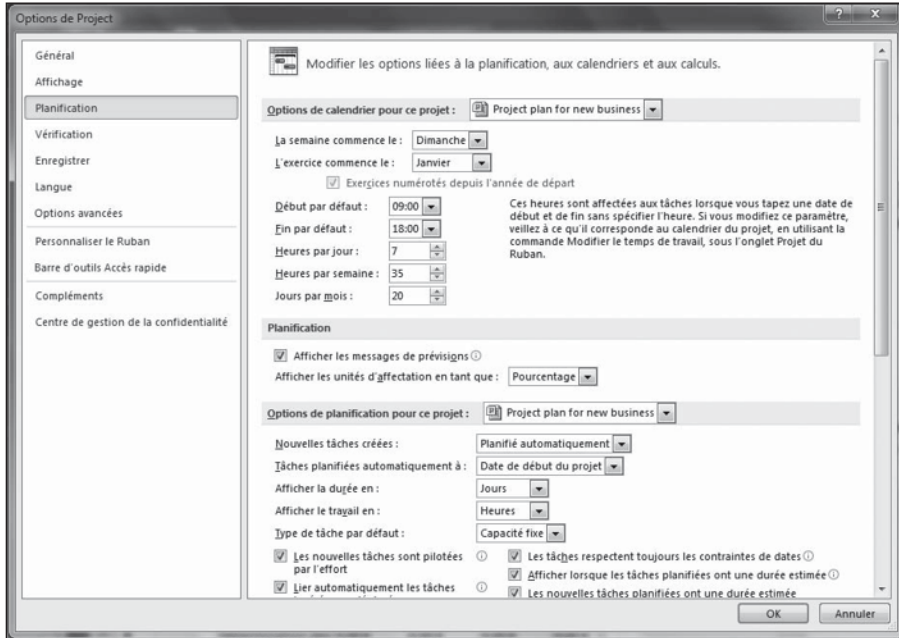 Options de Project
Général
Affichage
Planification
Vérification
Enregistrer
Langue
Options avancées
Personnaliser le Ruban
Barre d'outils Accès rapide
Compléments
Centre de gestion de la confidentialité
Modifier les options liées à la planification, aux calendriers et aux calculs.
Options de calendrier pour ce projet : Project plan for new business
La semaine commence le : Dimanche
L'exercice commence le : Janvier
Exercices numérotés depuis l'année de départ
Début par défaut : 09:00
Fin par défaut : 18:00
Heures par jour : 7
Heures par semaine : 35
Jours par mois : 20
Ces heures sont affectées aux tâches lorsque vous tapez une date de
début et de fin sans spécifier l'heure. Si vous modifiez ce paramètre,
veillez à ce qu'il corresponde au calendrier du projet, en utilisant la
commande Modifier le temps de travail, sous l'onglet Projet du
Ruban.
Planification
Afficher les messages de prévisions
Afficher les unités d'affectation en tant que : Pourcentage
Options de planification pour ce projet : Project plan for new business
Nouvelles tâches créées : Planifié automatiquement
Tâches planifiées automatiquement à : Date de début du projet
Afficher la durée en : Jours
Afficher le travail en : Heures
Type de tâche par défaut : Capacité fixe
Les nouvelles tâches sont pilotées
par l'effort
Lier automatiquement les tâches
Les tâches respectent toujours les contraintes de dates
Afficher lorsque les tâches planifiées ont une durée estimée
Les nouvelles tâches planifiées ont une durée estimée
OK
Annuler